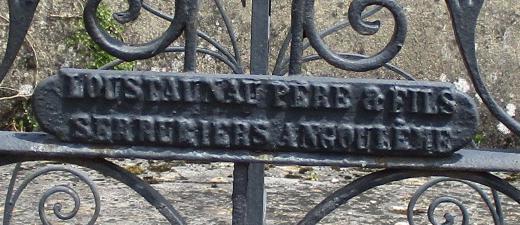 LOUSTAUNAU PERE & FILS
SERRURIERS ANGOULÊME